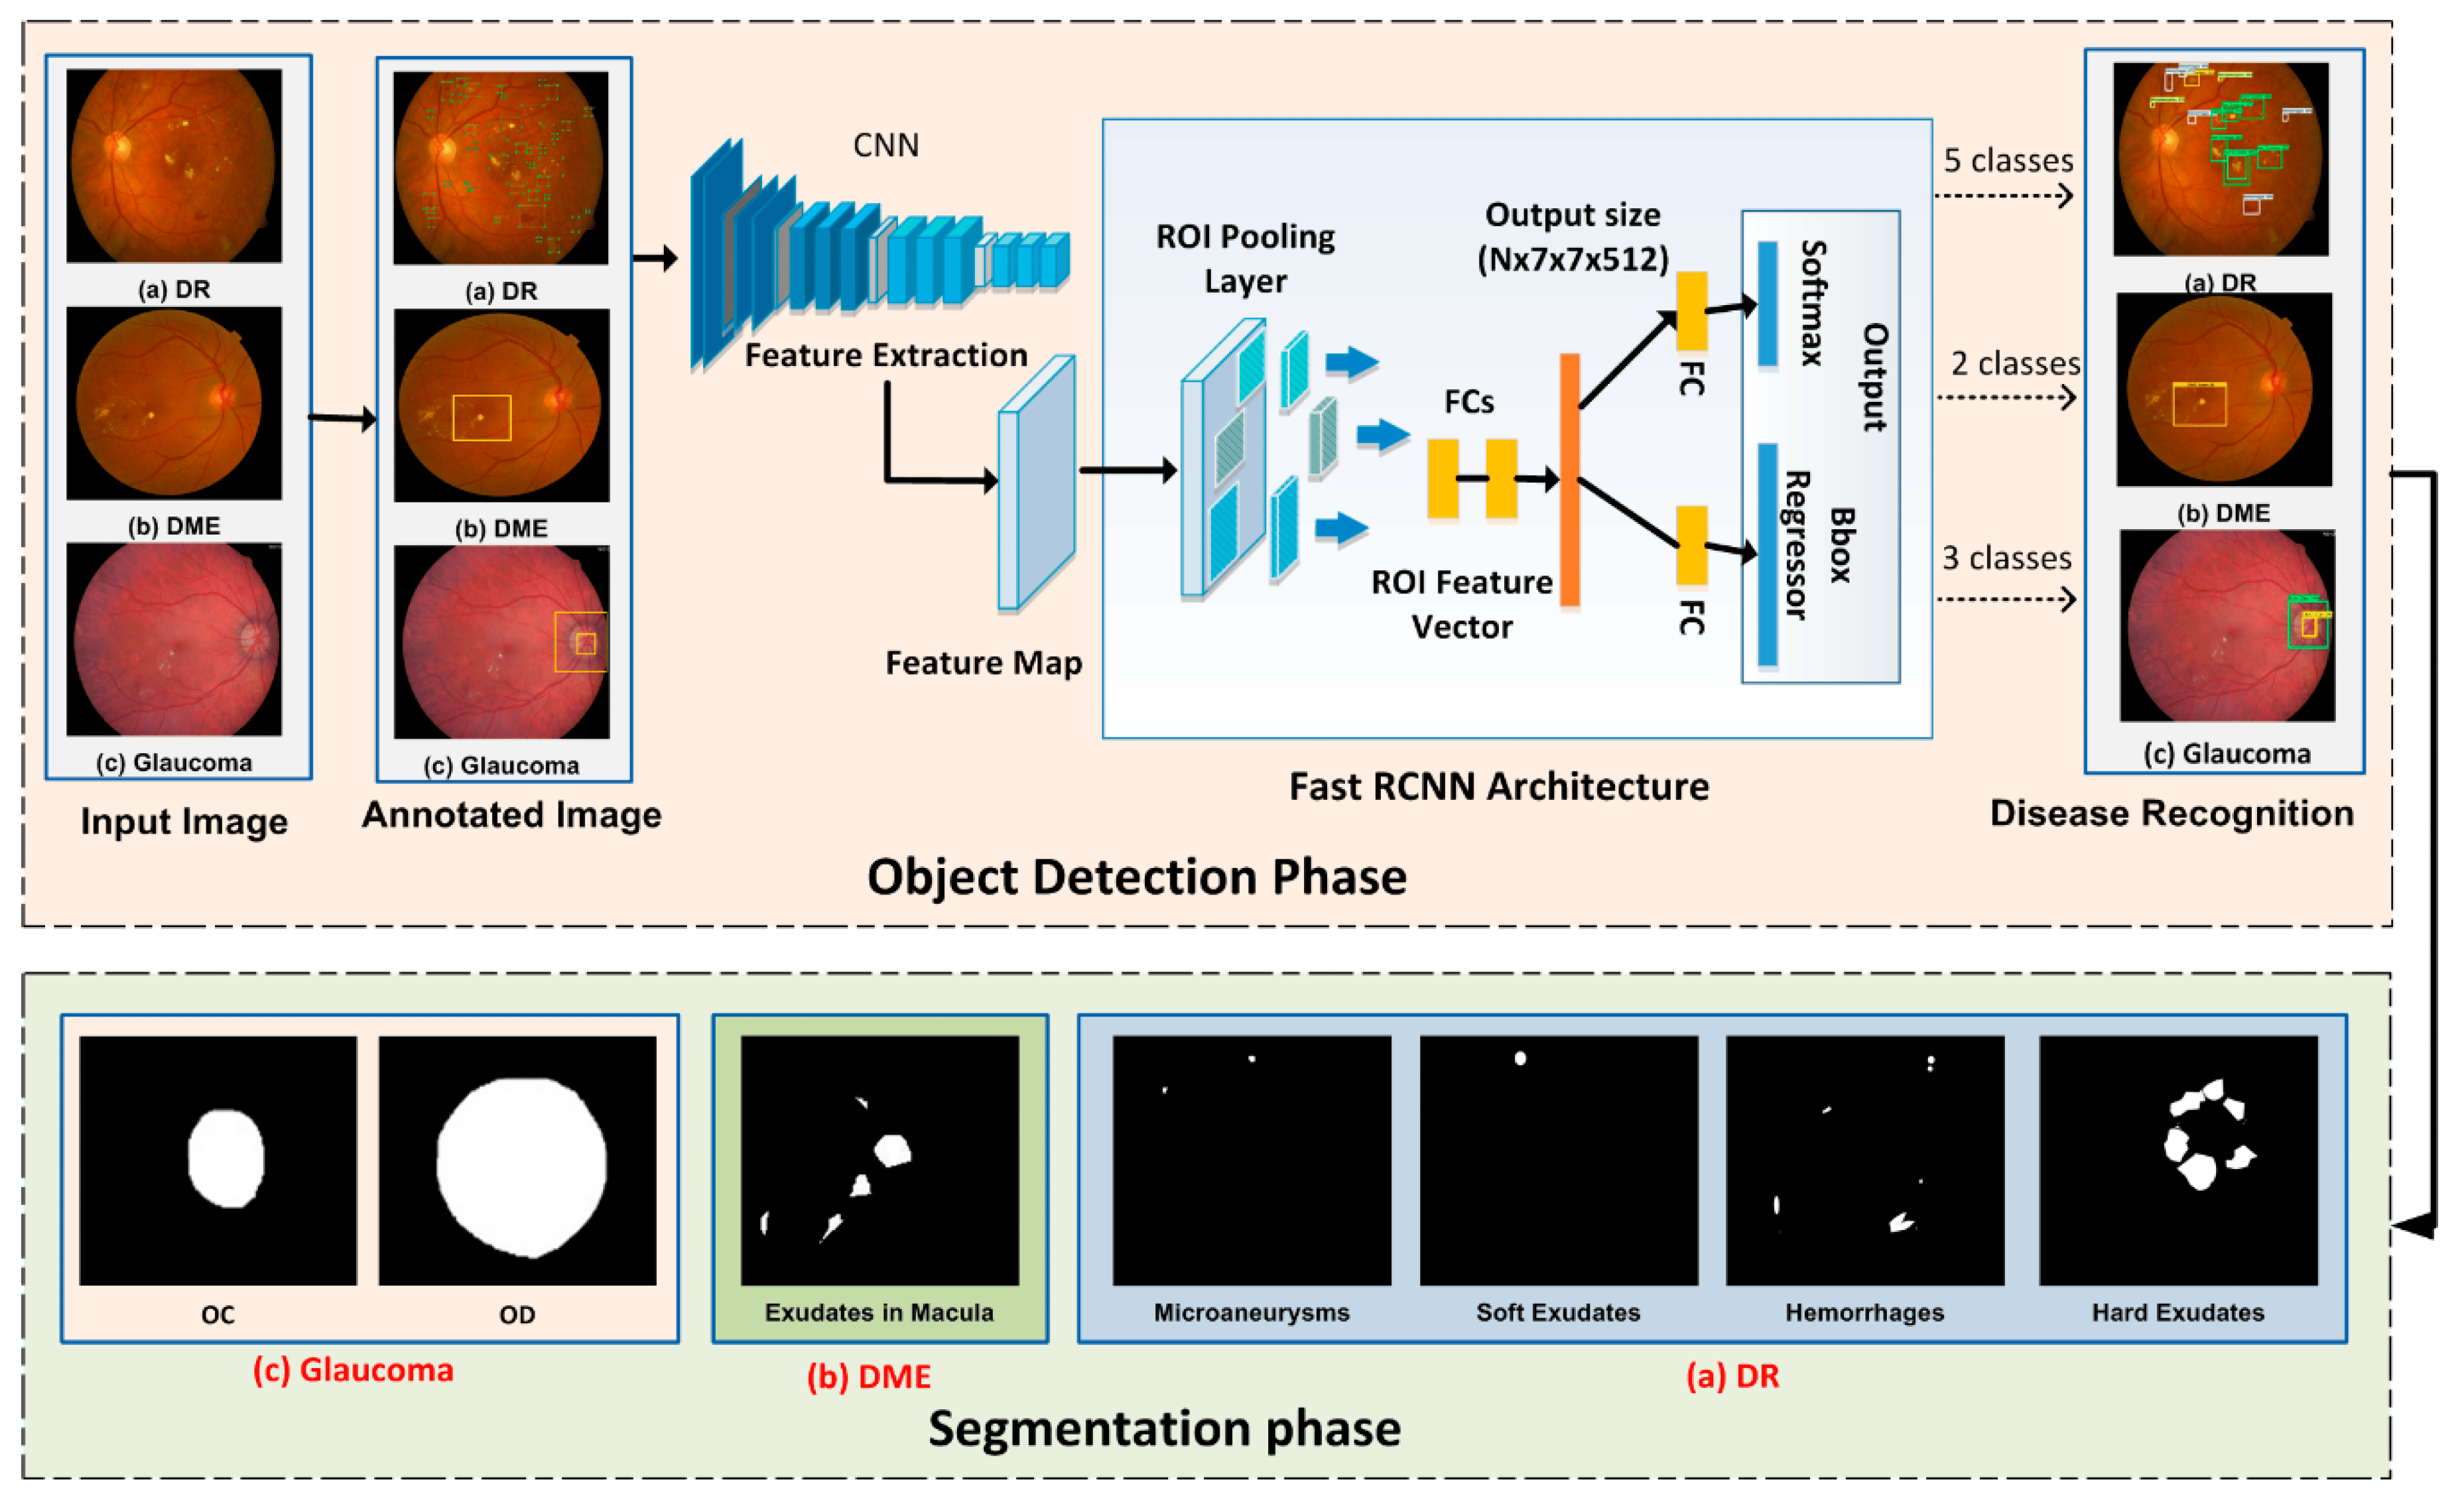 (a) DR
(b) DME
(c) Glaucoma
Input Image
(a) DR
(b) DME
(c) Glaucoma
Annotated Image
CNN
Feature Extraction
Feature Map
ROI Pooling
Layer
Output size
(Nx7x7x512)
FCs
ROI Feature
Vector
FC
FC
Softmax
Output
Bbox
Regressor
Fast RCNN Architecture
5 classes
2 classes
3 classes
(a) DR
(b) DME
(c) Glaucoma
Disease Recognition
Object Detection Phase
OC
OD
Exudates in Macula
Microaneurysms
Soft Exudates
Hemorrhages
Hard Exudates
(c) Glaucoma
(b) DME
(a) DR
Segmentation phase